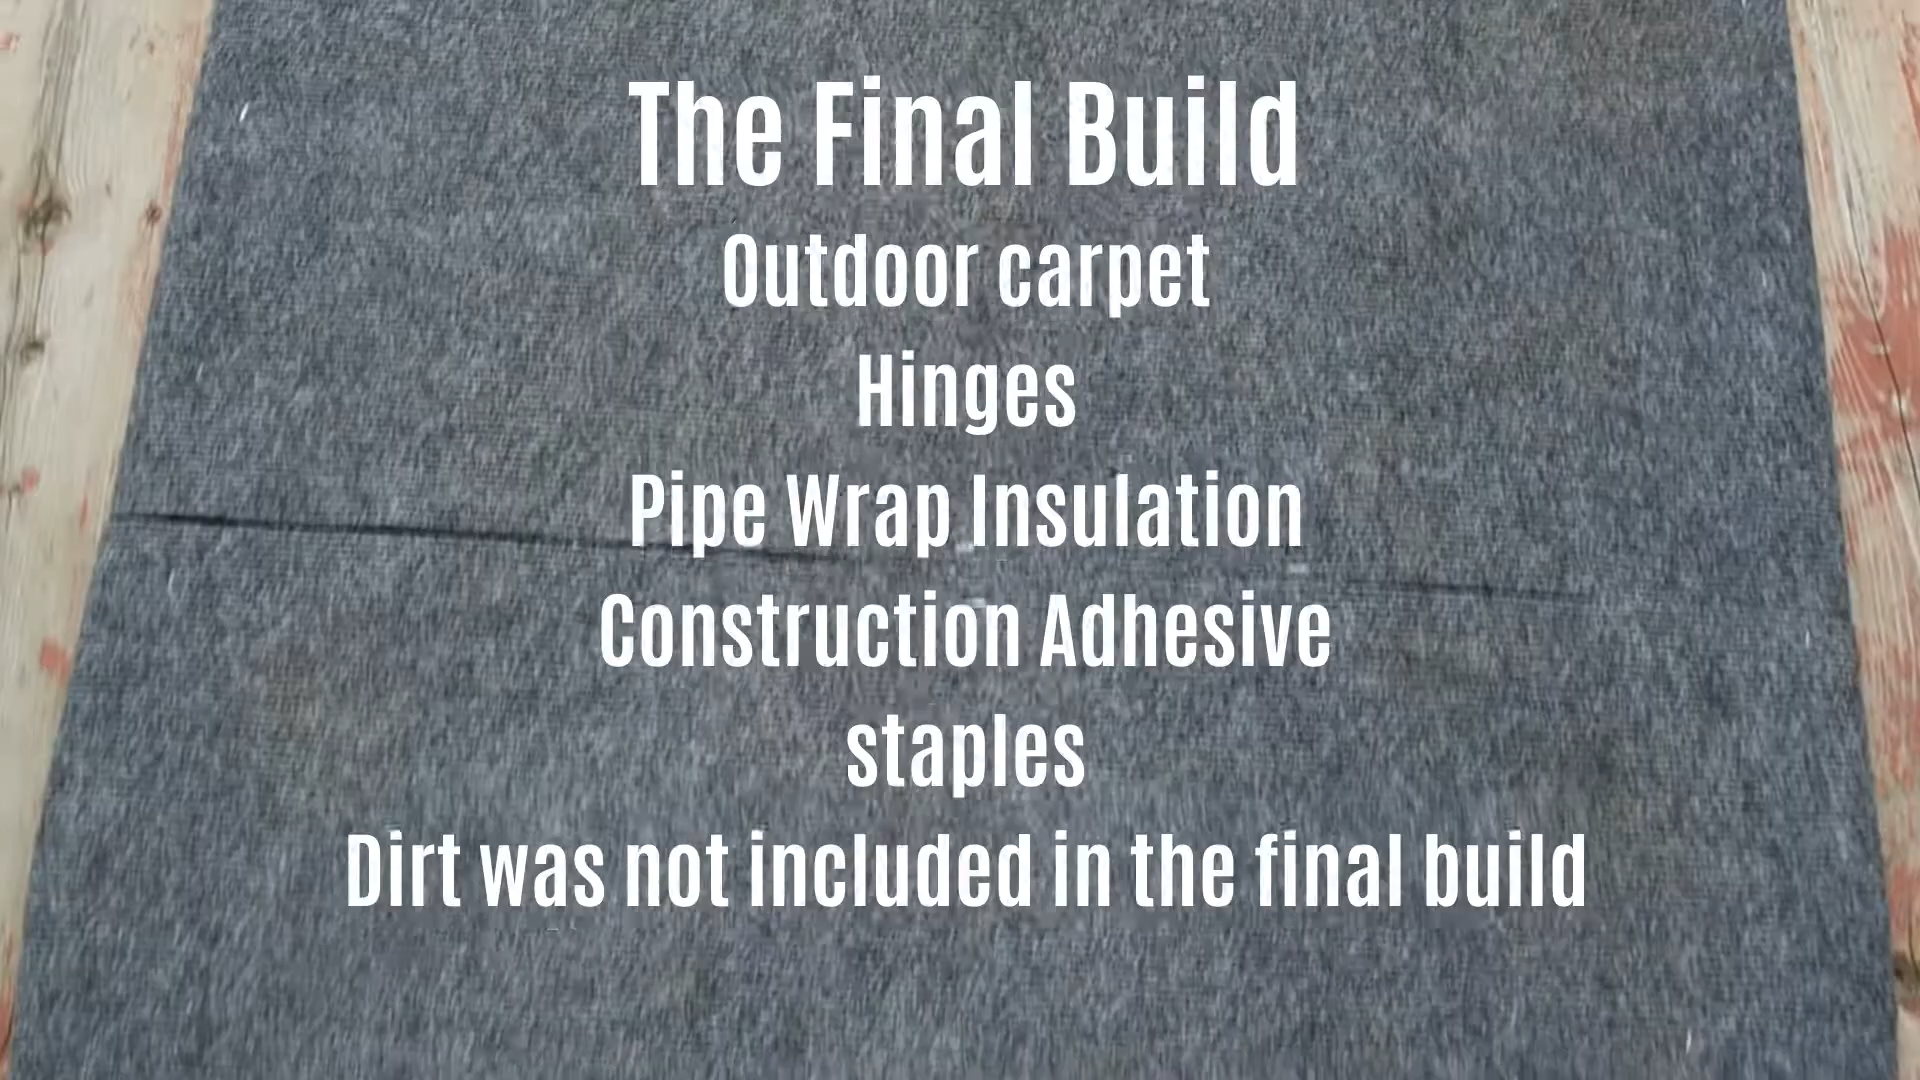 The Final Build
Outdoor carpet
Hinges
Pipe Wrap Insulation
Construction Adhesive
staples
Dirt was not included in the final build